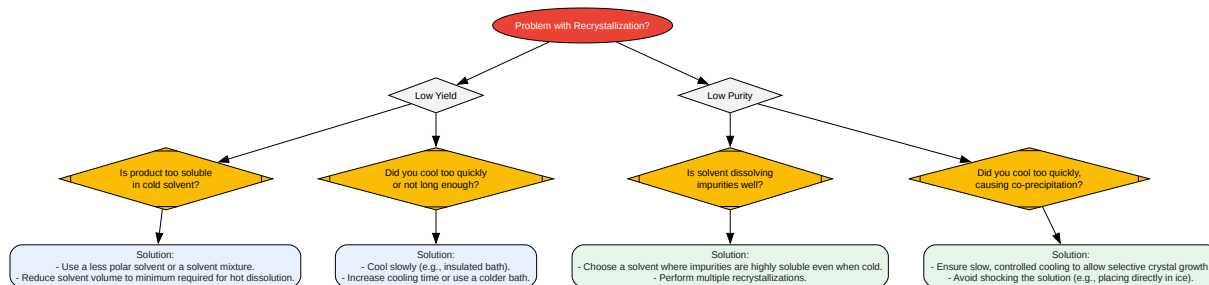 Problem with Recrystallization?
Low Yield
Low Purity
Is product too soluble
in cold solvent?
Did you cool too quickly
or not long enough?
Is solvent dissolving
impurities well?
Did you cool too quickly,
causing co-precipitation?
Solution:
- Use a less polar solvent or a solvent mixture.
- Reduce solvent volume to minimum required for hot dissolution.
Solution:
- Cool slowly (e.g., insulated bath).
- Increase cooling time or use a colder bath.
Solution:
- Choose a solvent where impurities are highly soluble even when cold.
- Perform multiple recrystallizations.
Solution:
- Ensure slow, controlled cooling to allow selective crystal growth.
- Avoid shocking the solution (e.g., placing directly in ice).